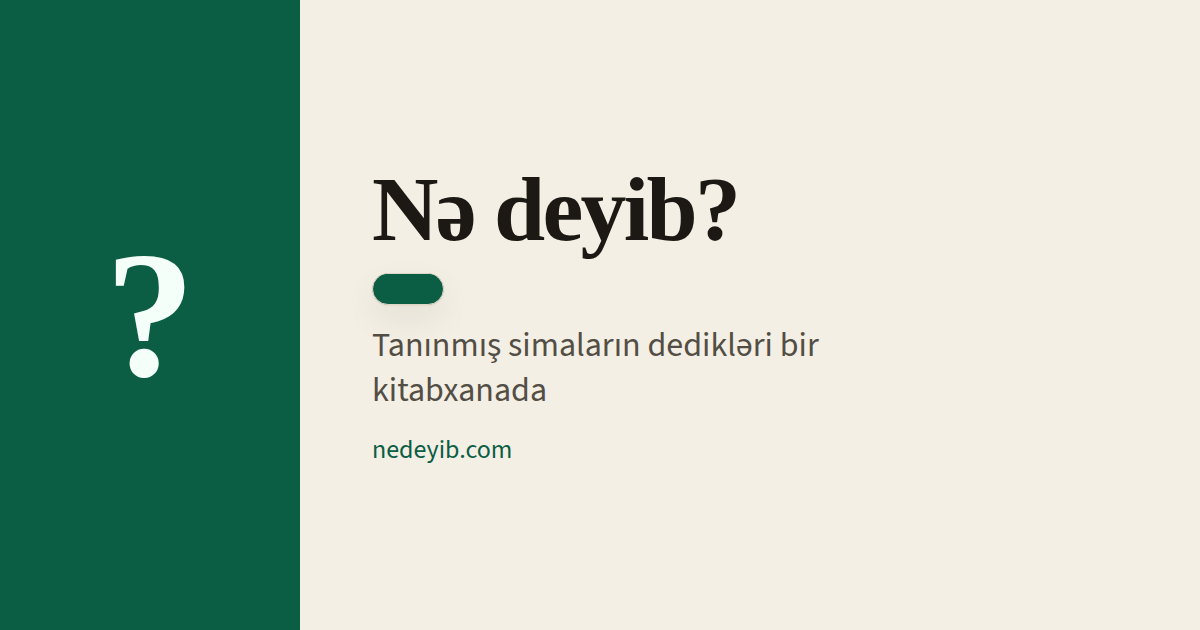 ?
Nə deyib?
Tanınmış simaların dedikləri bir
kitabxanada
nedeyib.com